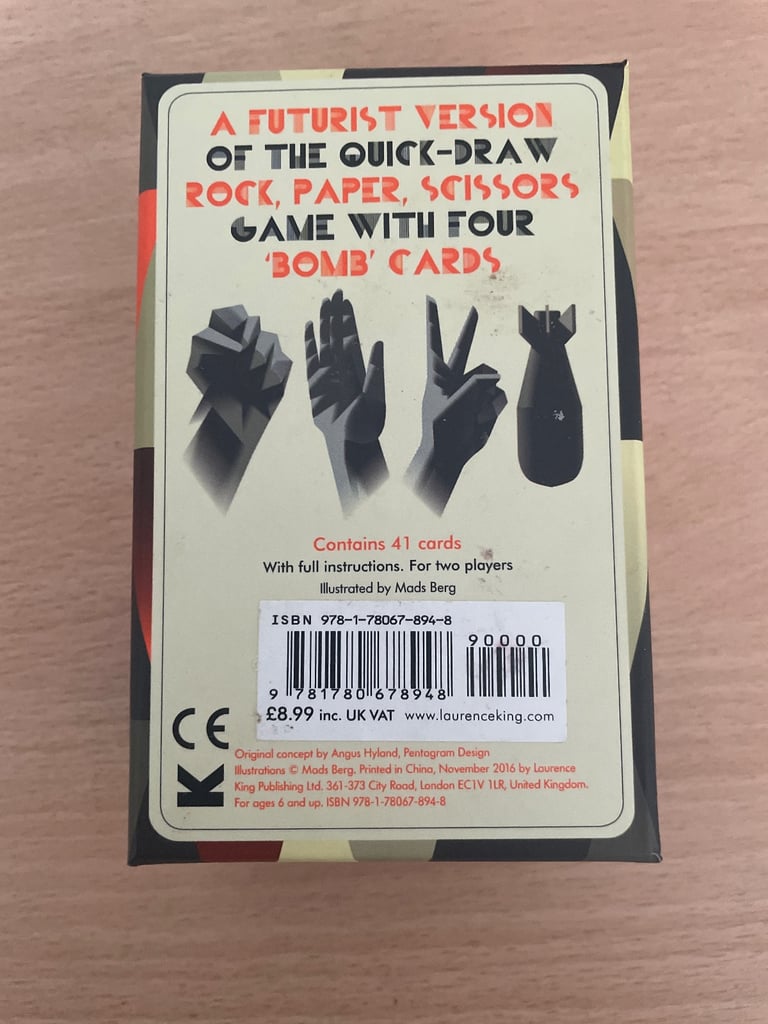 A FUTURIST VERSION
OF THE QUICK-DRAW
ROCK, PAPER, SCISSORS
GAME WITH FOUR
‘BOMB’ CARDS
Contains 41 cards
With full instructions. For two players
Illustrated by Mads Berg
ISBN 978-1-78067-894-8
90000
9 781780 678948
£8.99 inc. UK VAT www.laurenceking.com
CE
LK
Original concept by Angus Hyland, Pentagram Design
Illustrations © Mads Berg. Printed in China, November 2016 by Laurence
King Publishing Ltd. 361-373 City Road, London EC1V 1LR, United Kingdom.
For ages 6 and up. ISBN 978-1-78067-894-8